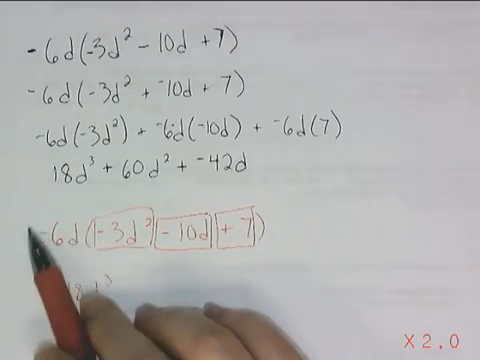 -6d(-3d² - 10d + 7)
-6d(-3d² + -10d + 7)
-6d(-3d²) + -6d(-10d) + -6d(7)
18d³ + 60d² + -42d
-6d(-3d² - 10d + 7)
18d³
X 2.0